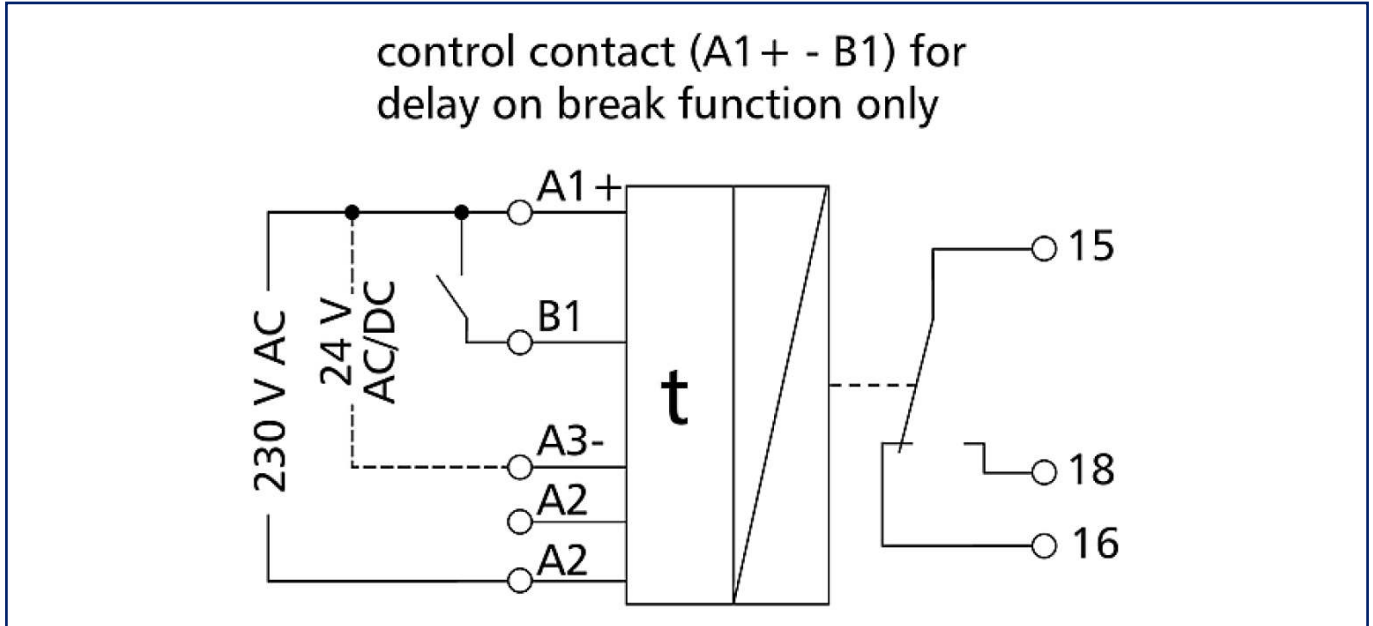 control contact (A1+ - B1) for
delay on break function only
A1+
15
230 V AC
24 V
AC/DC
B1
t
A3-
18
A2
16
A2